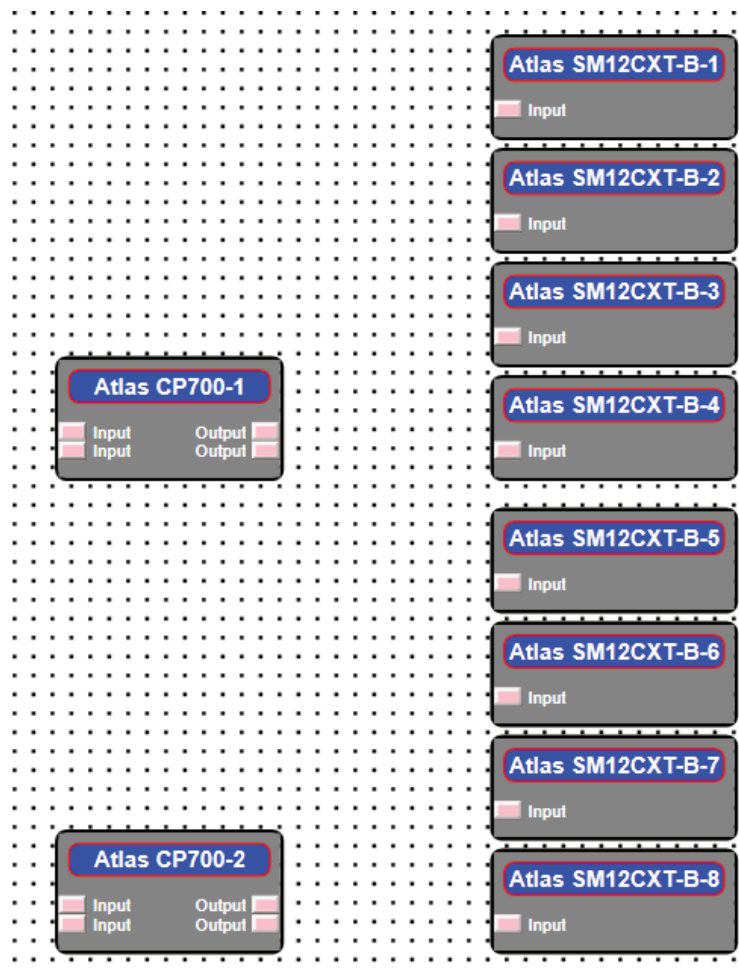 Atlas SM12CXT-B-1
Input
Atlas SM12CXT-B-2
Input
Atlas SM12CXT-B-3
Input
Atlas CP700-1
Input Output
Input Output
Atlas SM12CXT-B-4
Input
Atlas SM12CXT-B-5
Input
Atlas SM12CXT-B-6
Input
Atlas SM12CXT-B-7
Input
Atlas CP700-2
Input Output
Input Output
Atlas SM12CXT-B-8
Input